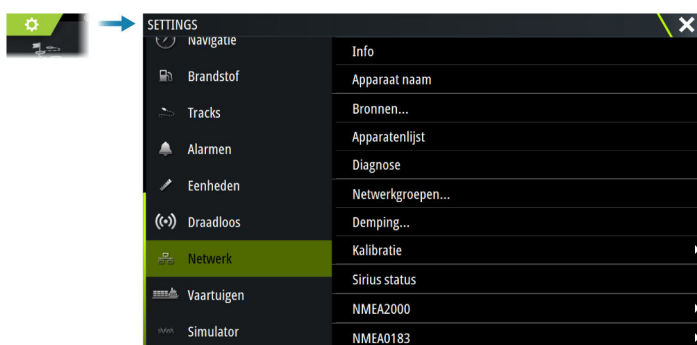 SETTINGS
Navigatie
Brandstof
Tracks
Alarmen
Eenheden
Draadloos
Netwerk
Vaartuigen
Simulator
Info
Apparaat naam
Bronnen...
Apparatenlijst
Diagnose
Netwerkgroepen...
Demping...
Kalibratie
Sirius status
NMEA2000
NMEA0183